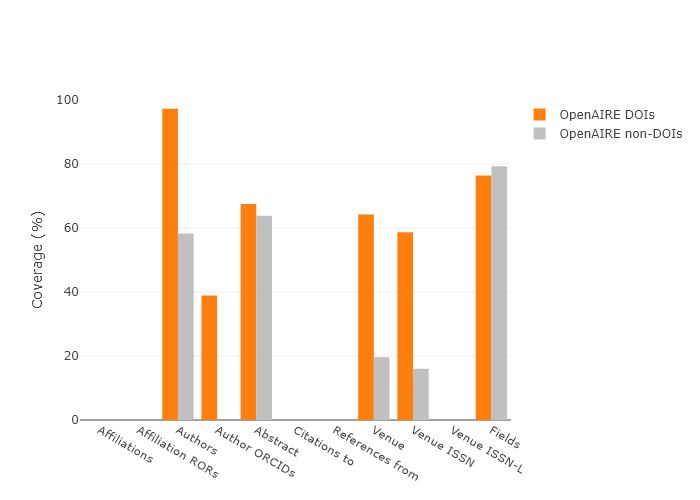 100
80
60
40
20
0
Coverage (%)
OpenAIRE DOIs
OpenAIRE non-DOIs
Affiliations
Affiliation RORs
Authors
Author ORCIDs
Abstract
Citations to
References from
Venue
Venue ISSN
Venue ISSN-L
Fields